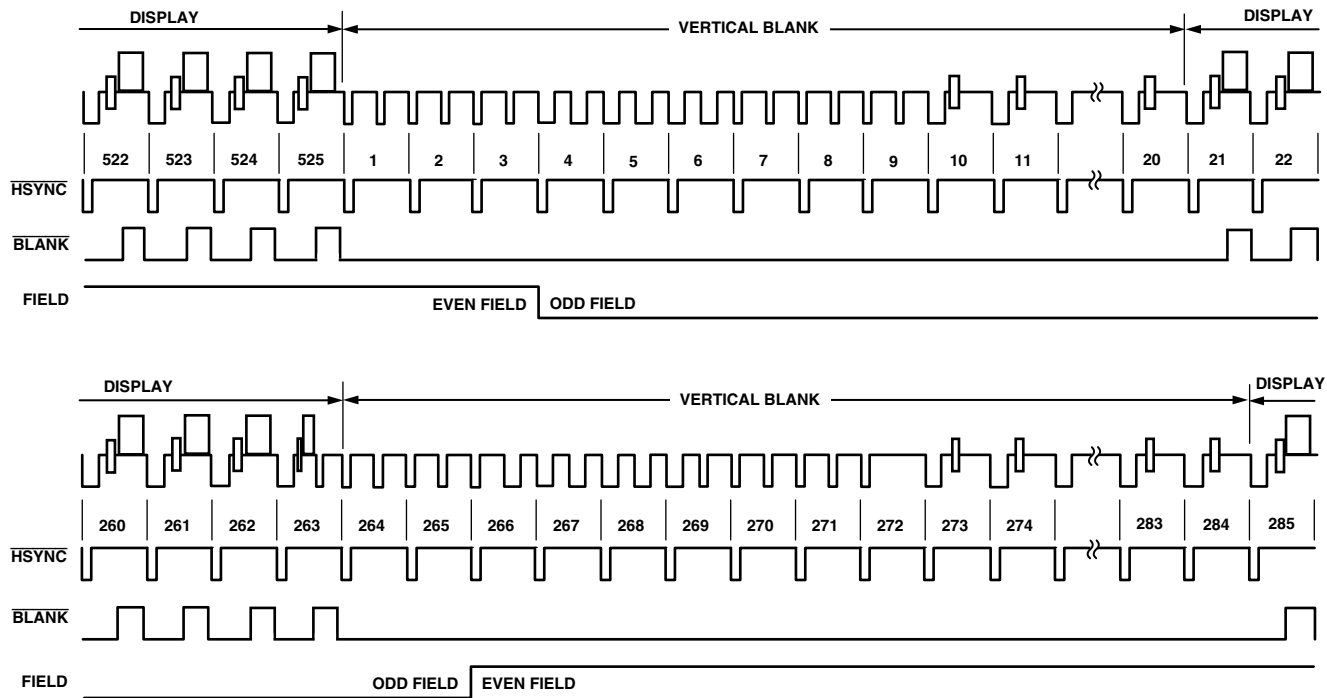 DISPLAY VERTICAL BLANK DISPLAY
522 523 524 525 1 2 3 4 5 6 7 8 9 10 11 20 21 22
HSYNC
BLANK
FIELD EVEN FIELD ODD FIELD
DISPLAY VERTICAL BLANK DISPLAY
260 261 262 263 264 265 266 267 268 269 270 271 272 273 274 283 284 285
HSYNC
BLANK
FIELD ODD FIELD EVEN FIELD